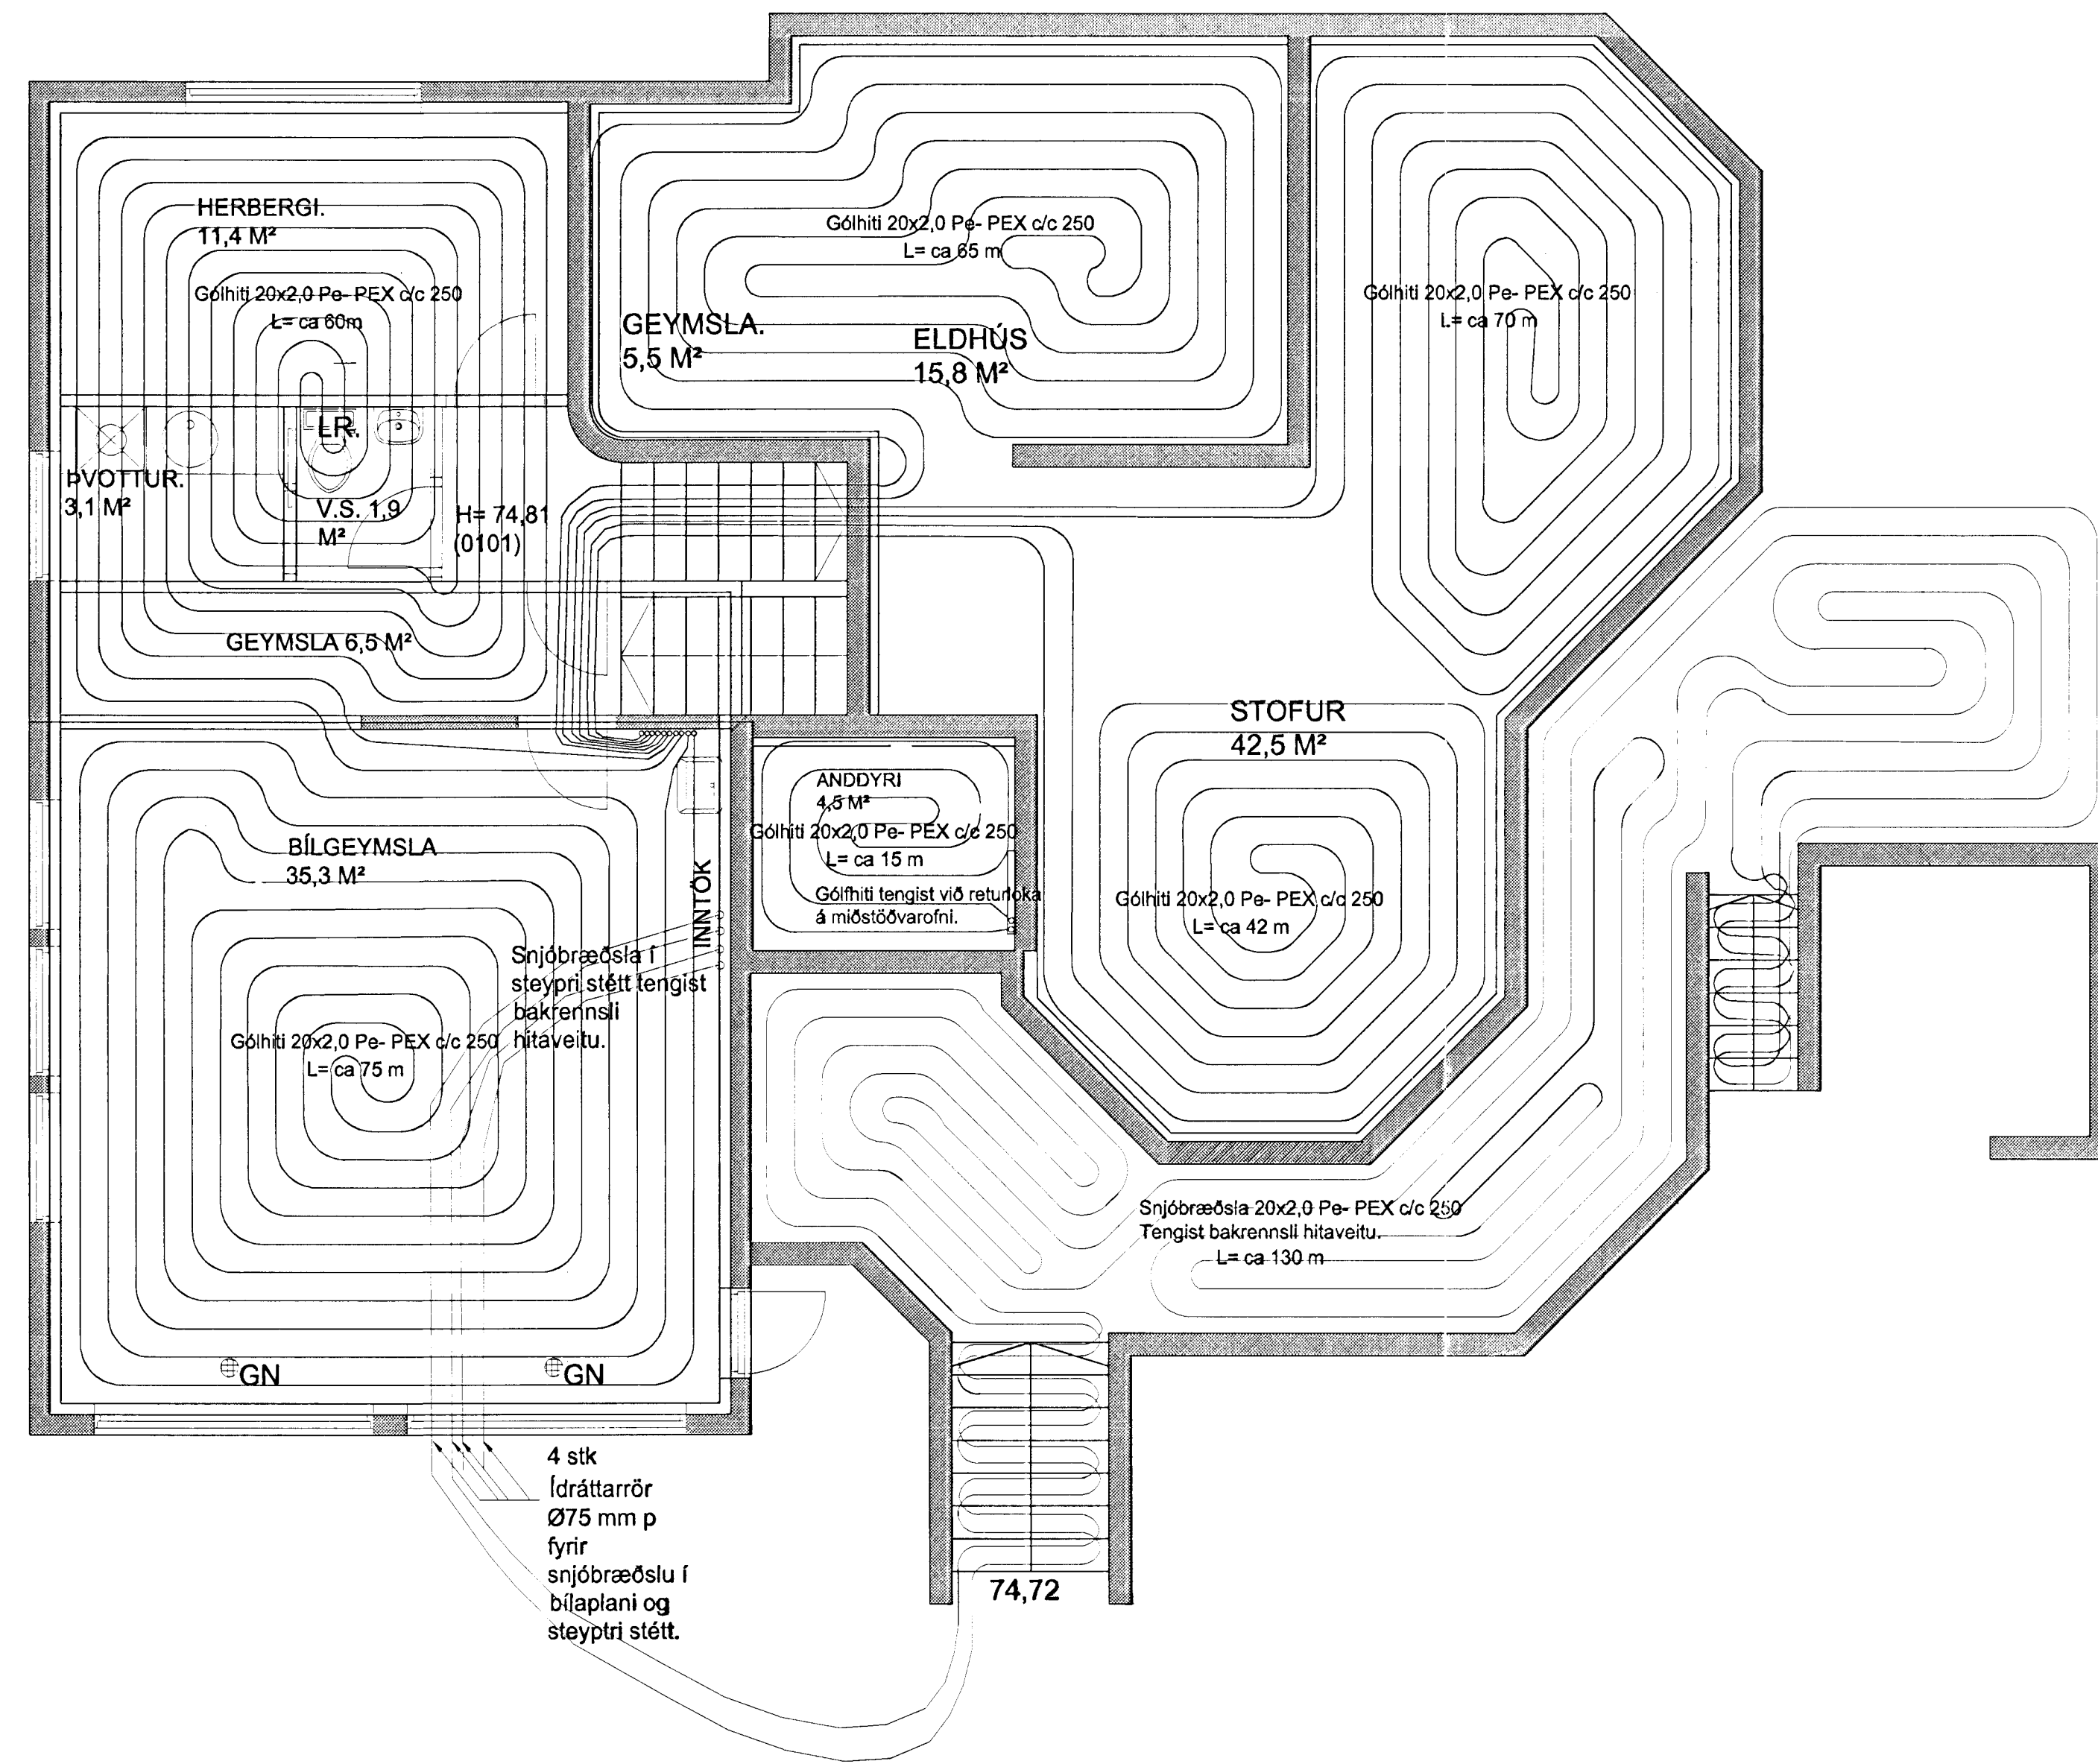 HERBERGI.
11,4 M²
Gólhiti 20x2,0 Pe- PEX c/c 250
L= ca 60m
LR.
ÞVOTTUR.
3,1 M²
V.S. 1,9
M²
H= 74,81
(0101)
GEYMSLA 6,5 M²
Gólhiti 20x2,0 Pe- PEX c/c 250
L= ca 65 m
GEYMSLA.
5,5 M²
ELDHÚS
15,8 M²
Gólhiti 20x2,0 Pe- PEX c/c 250
L= ca 70 m
STOFUR
42,5 M²
Gólhiti 20x2,0 Pe- PEX c/c 250
L= ca 42 m
ANDDYRI
4,5 M²
Gólhiti 20x2,0 Pe- PEX c/c 250
L= ca 15 m
Gólfhiti tengist við returloka
á miðstöðvarofni.
BÍLGEYMSLA
35,3 M²
INNTÖK
Snjóbræðsla í
steypri stétt tengist
bakrennsli
hitaveitu.
Gólhiti 20x2,0 Pe- PEX c/c 250
L= ca 75 m
Snjóbræðsla 20x2,0 Pe- PEX c/c 250
Tengist bakrennsli hitaveitu.
L= ca 130 m
GN
GN
4 stk
Ídráttarrör
Ø75 mm p
fyrir
snjóbræðslu í
bílaplani og
steyptri stétt.
74,72